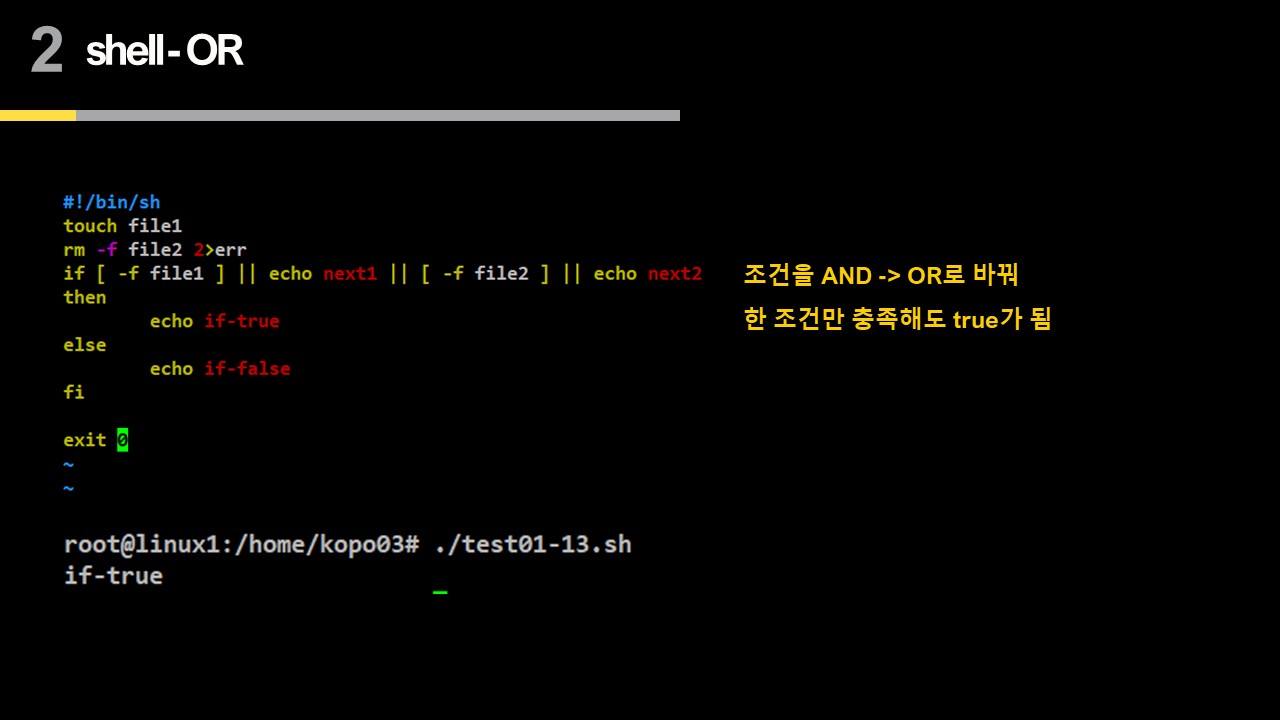 2 shell - OR
#!/bin/sh
touch file1
rm -f file2 2>err
if [ -f file1 ] || echo next1 || [ -f file2 ] || echo next2
then
echo if-true
else
echo if-false
fi
exit 0
~
~
조건을 AND -> OR로 바꿔
한 조건만 충족해도 true가 됨
root@linux1:/home/kopo03# ./test01-13.sh
if-true